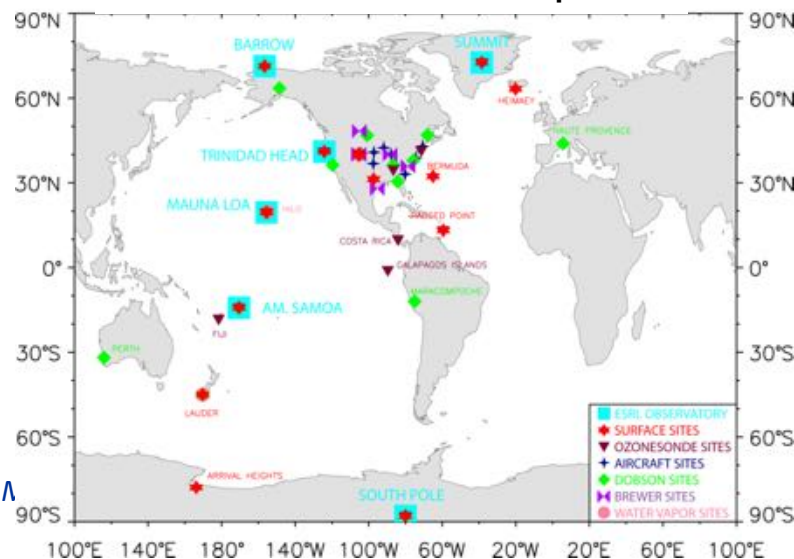 90°N
90°N
BARROW
SUMMIT
60°N
60°N
HEIMAEY
HAUTE PROVENCE
TRINIDAD HEAD
30°N
30°N
BERMUDA
MAUNA LOA
HILO
RAGGED POINT
COSTA RICA
0°
0°
GALAPAGOS ISLANDS
MARACOMPOCHE
AM. SAMOA
FIJI
30°S
30°S
PERTH
LAUDER
60°S
60°S
ARRIVAL HEIGHTS
SOUTH POLE
90°S
90°S
ESRL OBSERVATORY
SURFACE SITES
OZONESONDE SITES
AIRCRAFT SITES
DOBSON SITES
BREWER SITES
WATER VAPOR SITES
100°E 140°E 180° 140°W 100°W 60°W 20°W 20°E 60°E 100°E